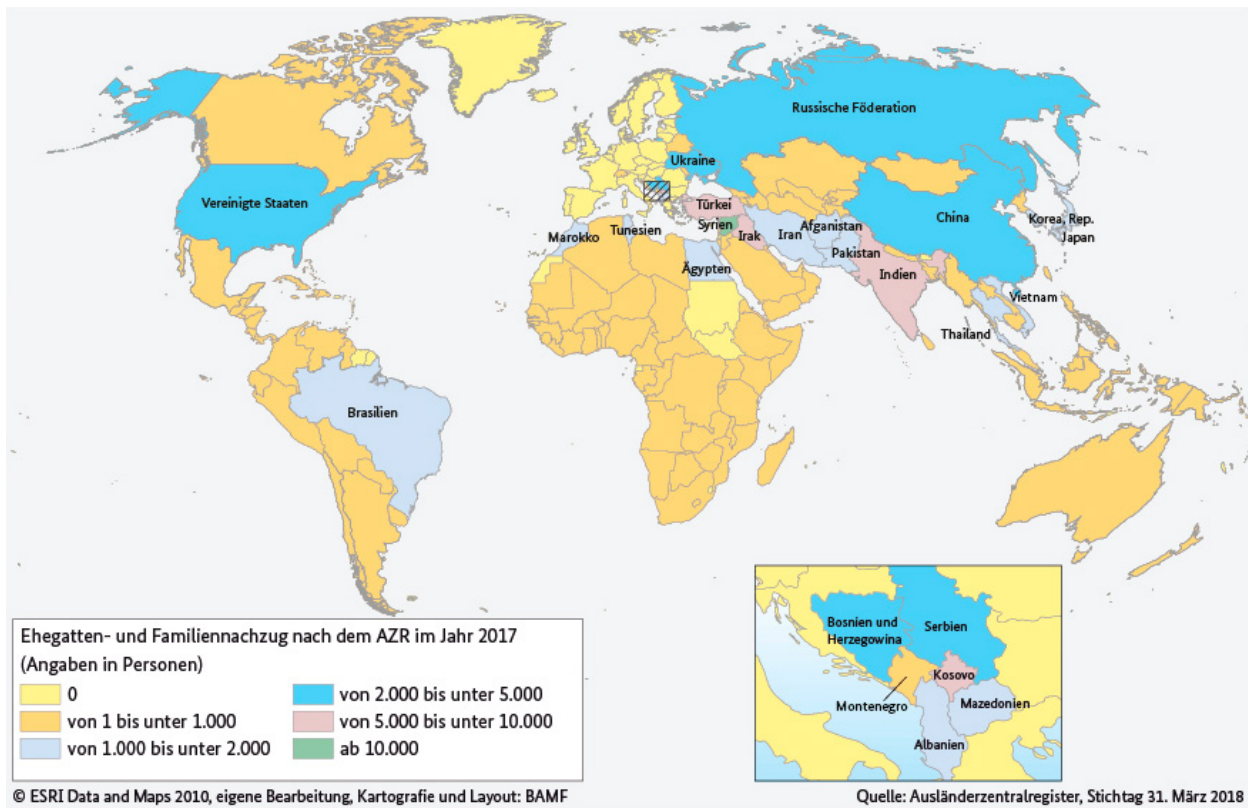 Russische Föderation
Ukraine
Vereinigte Staaten
Türkei
China
Korea, Rep.
Japan
Marokko
Tunesien
Syrien
Irak
Iran
Afghanistan
Pakistan
Ägypten
Indien
Vietnam
Thailand
Brasilien
Ehegatten- und Familiennachzug nach dem AZR im Jahr 2017
(Angaben in Personen)
0
von 1 bis unter 1.000
von 1.000 bis unter 2.000
von 2.000 bis unter 5.000
von 5.000 bis unter 10.000
ab 10.000
Bosnien und
Herzegowina
Serbien
Kosovo
Montenegro
Mazedonien
Albanien
© ESRI Data and Maps 2010, eigene Bearbeitung, Kartografie und Layout: BAMF
Quelle: Ausländerzentralregister, Stichtag 31. März 2018